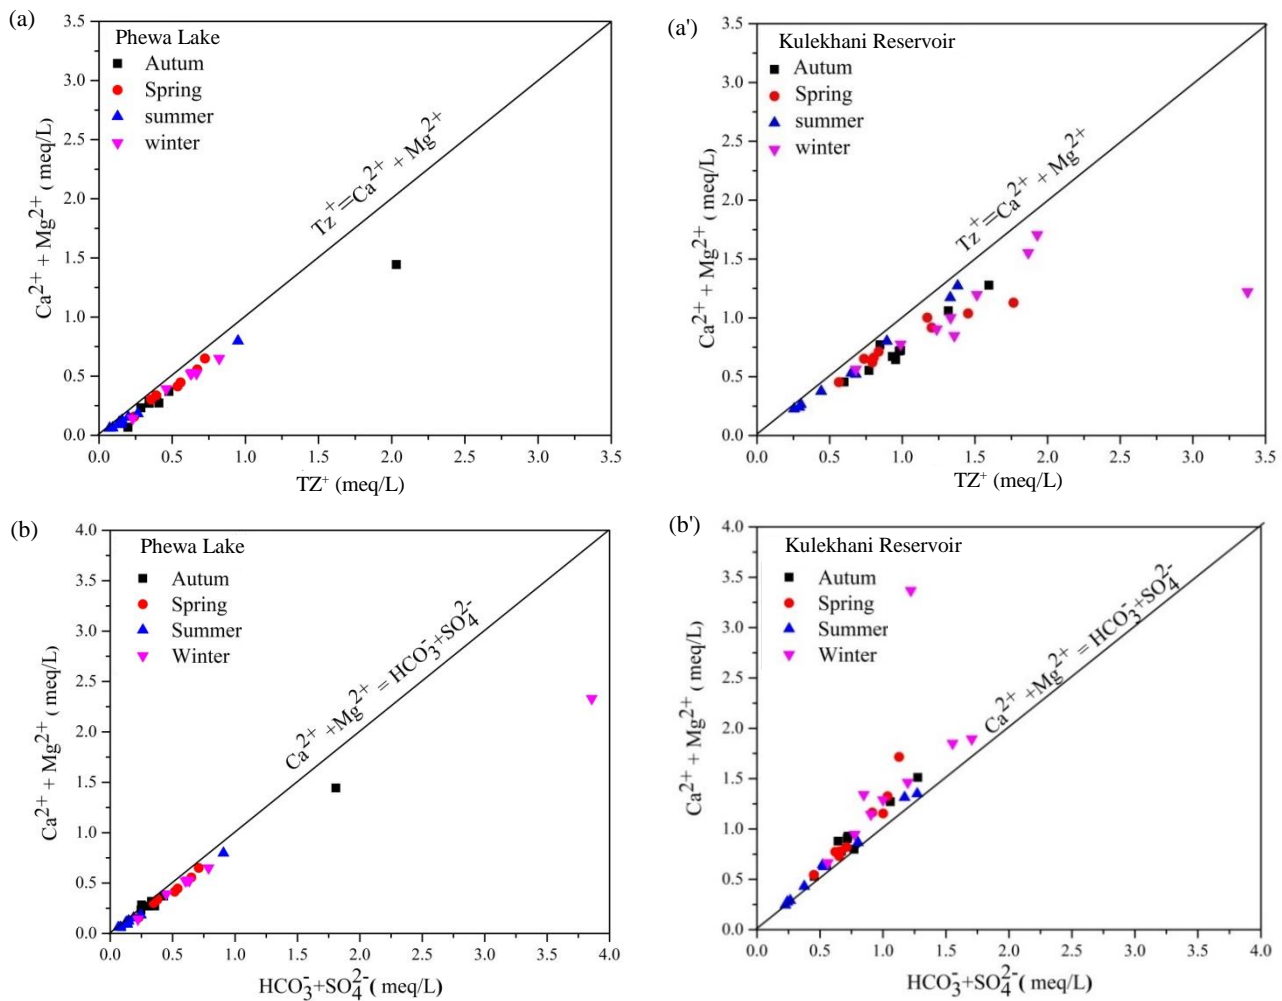 (a)
Phewa Lake
Autum
Spring
summer
winter
Tz⁺=Ca²⁺ + Mg²⁺
Ca²⁺ + Mg²⁺ (meq/L)
3.5
3.0
2.5
2.0
1.5
1.0
0.5
0.0
0.0 0.5 1.0 1.5 2.0 2.5 3.0 3.5
TZ⁺ (meq/L)
(a')
Kulekhani Reservoir
Autum
Spring
summer
winter
Tz⁺=Ca²⁺ + Mg²⁺
Ca²⁺ + Mg²⁺ (meq/L)
3.5
3.0
2.5
2.0
1.5
1.0
0.5
0.0
0.0 0.5 1.0 1.5 2.0 2.5 3.0 3.5
TZ⁺ (meq/L)
(b)
Phewa Lake
Autum
Spring
Summer
Winter
Ca²⁺ +Mg²⁺ = HCO₃⁻+SO₄²⁻
Ca²⁺ + Mg²⁺ (meq/L)
4.0
3.5
3.0
2.5
2.0
1.5
1.0
0.5
0.0
0.0 0.5 1.0 1.5 2.0 2.5 3.0 3.5 4.0
HCO₃⁻+SO₄²⁻ (meq/L)
(b')
Kulekhani Reservoir
Autum
Spring
Summer
Winter
Ca²⁺ +Mg²⁺ = HCO₃⁻+SO₄²⁻
Ca²⁺ + Mg²⁺ (meq/L)
4.0
3.5
3.0
2.5
2.0
1.5
1.0
0.5
0.0
0.0 0.5 1.0 1.5 2.0 2.5 3.0 3.5 4.0
HCO₃⁻+SO₄²⁻ (meq/L)